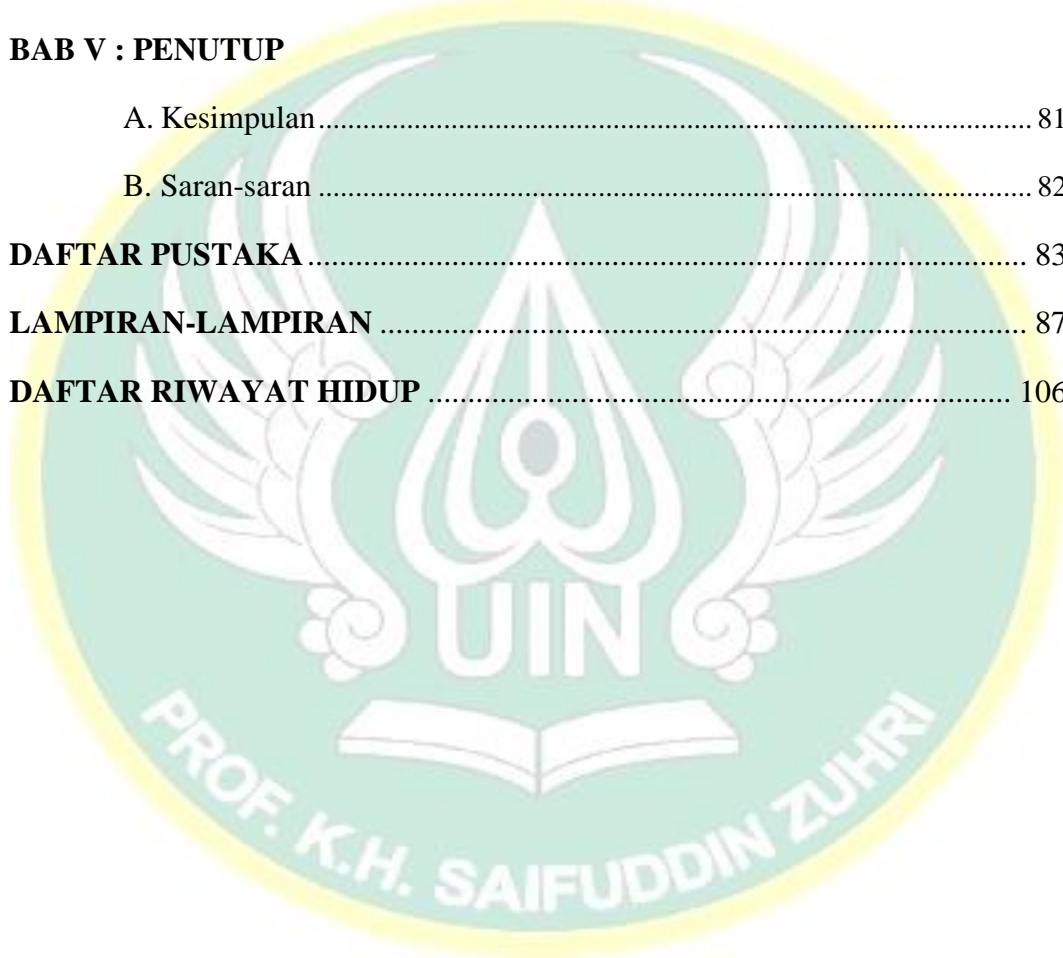 BAB V : PENUTUP
A. Kesimpulan.......................................................................................... 81
B. Saran-saran .......................................................................................... 82
DAFTAR PUSTAKA .......................................................................................... 83
LAMPIRAN-LAMPIRAN .......................................................................................... 87
DAFTAR RIWAYAT HIDUP .......................................................................................... 106
UIN
PROF. K.H. SAIFUDDIN ZUHRI